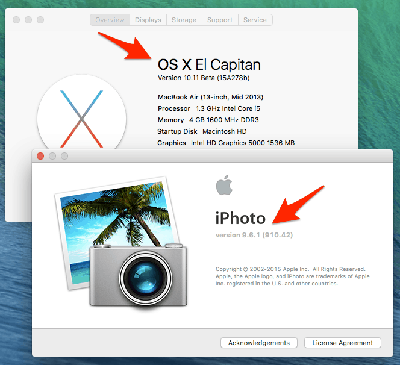 Overview Displays Storage Support Service
OS X El Capitan
Version 10.11 Beta (15A278b)
MacBook Air (13-inch, Mid 2013)
Processor 1.3 GHz Intel Core i5
Memory 4 GB 1600 MHz DDR3
Startup Disk Macintosh HD
Graphics Intel HD Graphics 5000 1536 MB
iPhoto
version 9.6.1 (910.42)
Copyright © 2002-2015 Apple Inc. All Rights Reserved.
Apple, the Apple logo, and iPhoto are trademarks of Apple
Inc. registered in the U.S. and other countries.
Acknowledgements License Agreement